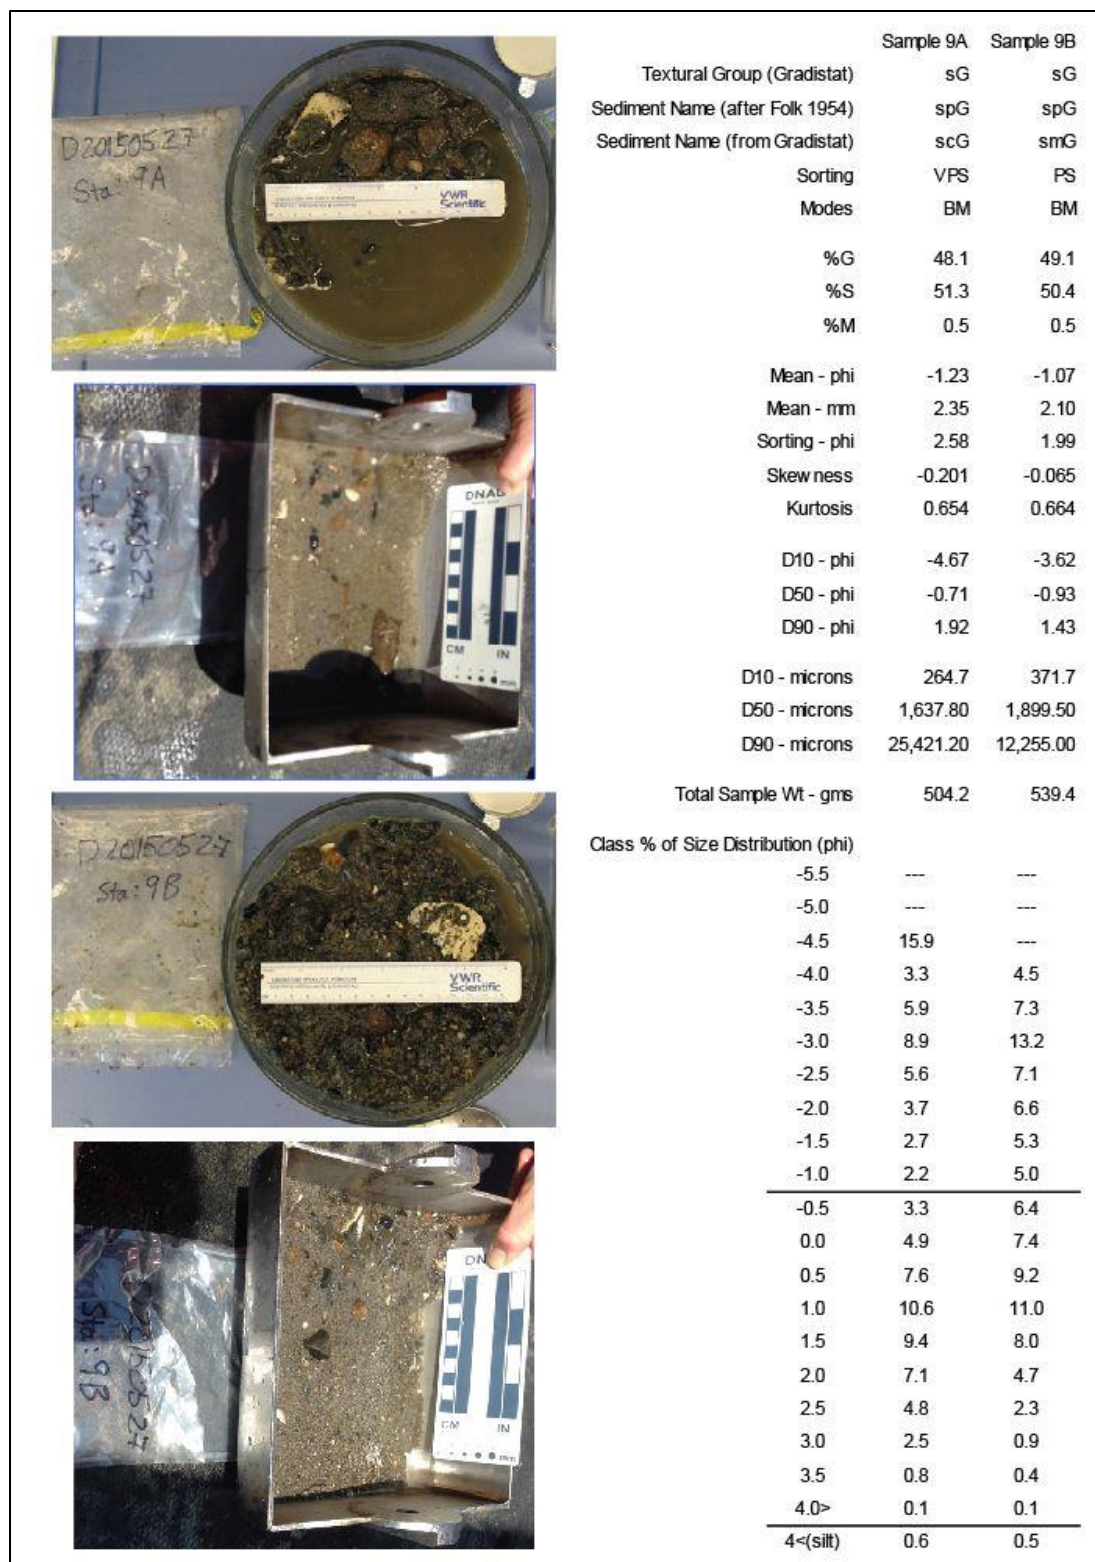 D20150527
Sta: 9A
VWR
Scientific
D20150527
Sta: 9A
CM
IN
mm
D20150527
Sta: 9B
VWR
Scientific
D20150527
Sta: 9B
CM
IN
mm
Sample 9A Sample 9B
Textural Group (Gradistat) sG sG
Sediment Name (after Folk 1954) spG spG
Sediment Name (from Gradistat) scG smG
Sorting VPS PS
Modes BM BM
%G 48.1 49.1
%S 51.3 50.4
%M 0.5 0.5
Mean - phi -1.23 -1.07
Mean - mm 2.35 2.10
Sorting - phi 2.58 1.99
Skewness -0.201 -0.065
Kurtosis 0.654 0.664
D10 - phi -4.67 -3.62
D50 - phi -0.71 -0.93
D90 - phi 1.92 1.43
D10 - microns 264.7 371.7
D50 - microns 1,637.80 1,899.50
D90 - microns 25,421.20 12,255.00
Total Sample Wt - gms 504.2 539.4
Class % of Size Distribution (phi)
-5.5 --- ---
-5.0 --- ---
-4.5 15.9 ---
-4.0 3.3 4.5
-3.5 5.9 7.3
-3.0 8.9 13.2
-2.5 5.6 7.1
-2.0 3.7 6.6
-1.5 2.7 5.3
-1.0 2.2 5.0
-0.5 3.3 6.4
0.0 4.9 7.4
0.5 7.6 9.2
1.0 10.6 11.0
1.5 9.4 8.0
2.0 7.1 4.7
2.5 4.8 2.3
3.0 2.5 0.9
3.5 0.8 0.4
4.0> 0.1 0.1
4<(silt) 0.6 0.5